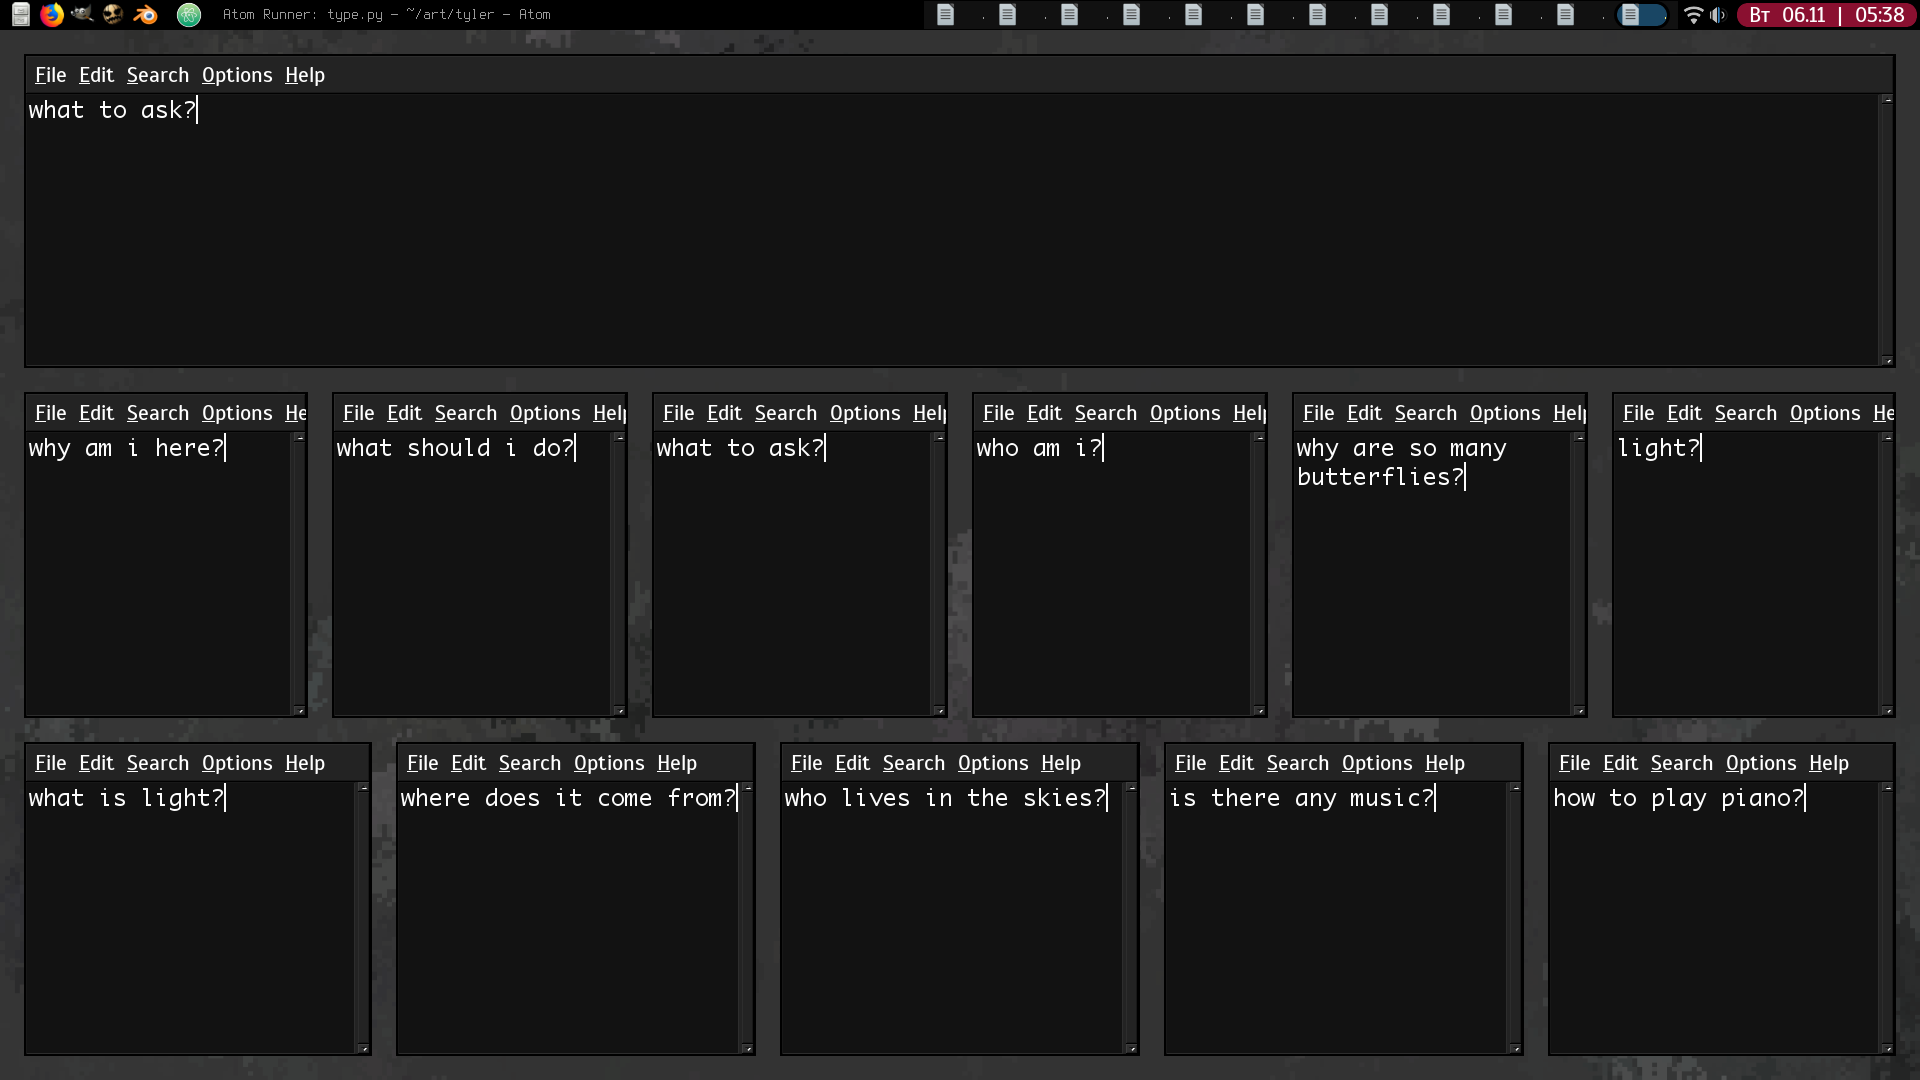 Atom Runner: type.py – ~/art/tyler – Atom
Вт 06.11 | 05:38
File Edit Search Options Help
what to ask?
File Edit Search Options He
why am i here?
File Edit Search Options Help
what should i do?
File Edit Search Options Help
what to ask?
File Edit Search Options Help
who am i?
File Edit Search Options Help
why are so many
butterflies?
File Edit Search Options He
light?
File Edit Search Options Help
what is light?
File Edit Search Options Help
where does it come from?
File Edit Search Options Help
who lives in the skies?
File Edit Search Options Help
is there any music?
File Edit Search Options Help
how to play piano?